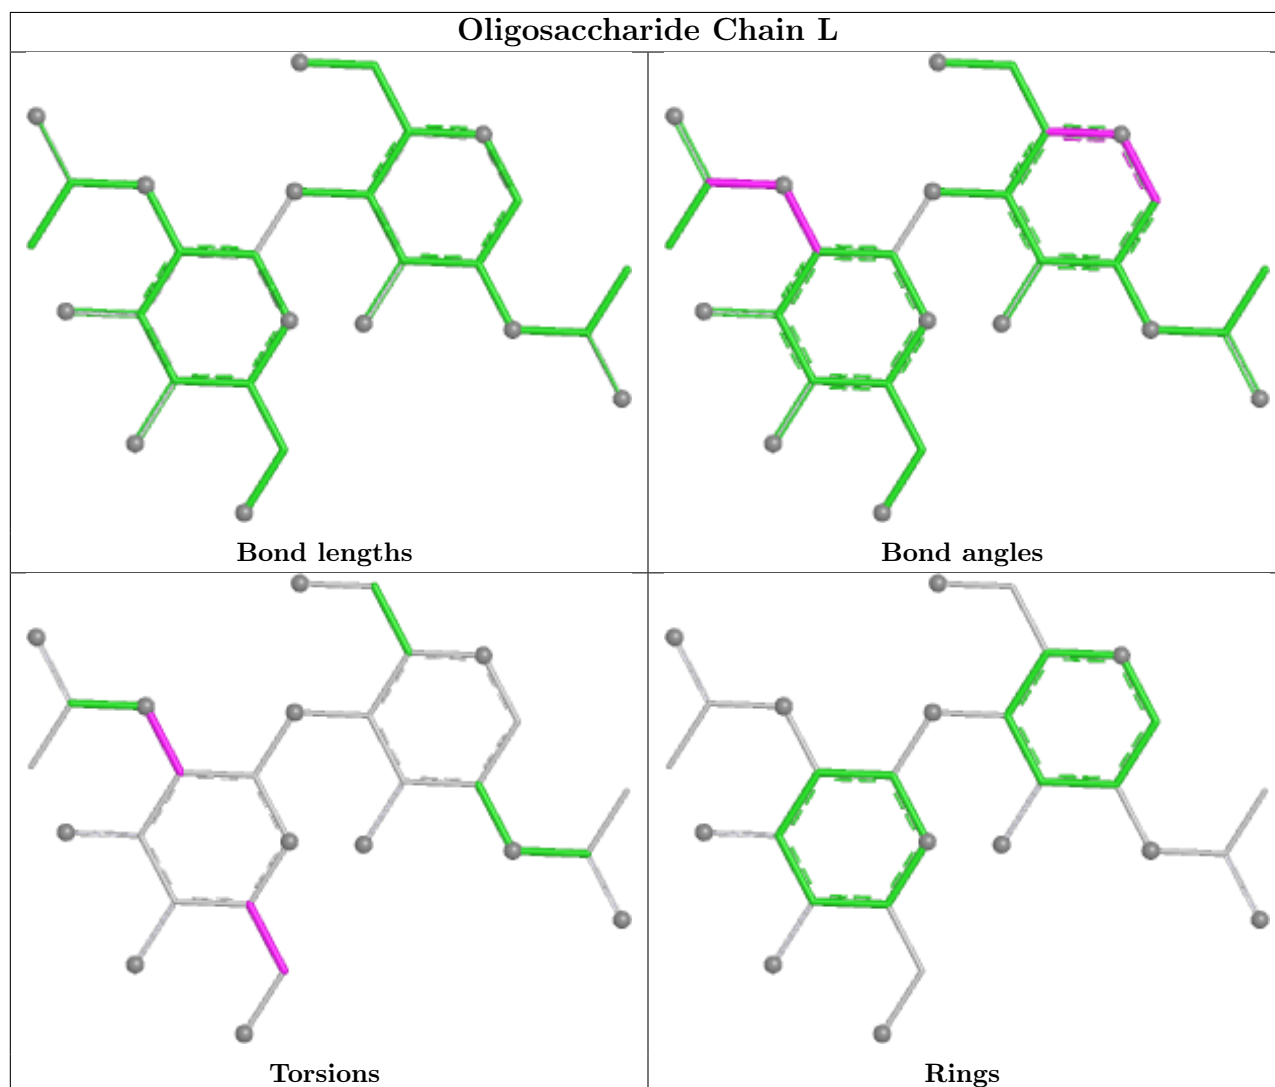 Oligosaccharide Chain L
Bond lengths
Bond angles
Torsions
Rings